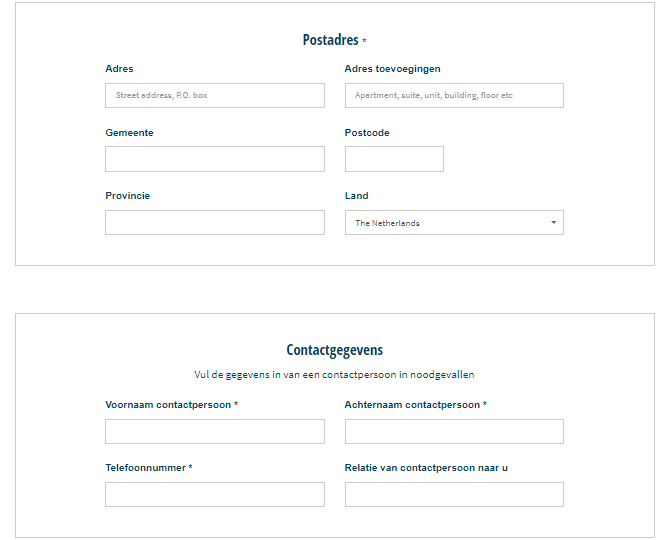 Postadres *
Adres
Adres toevoegingen
Street address, P.O. box
Apartment, suite, unit, building, floor etc
Gemeente
Postcode
Provincie
Land
The Netherlands
Contactgegevens
Vul de gegevens in van een contactpersoon in noodgevallen
Voornaam contactpersoon *
Achternaam contactpersoon *
Telefoonnummer *
Relatie van contactpersoon naar u